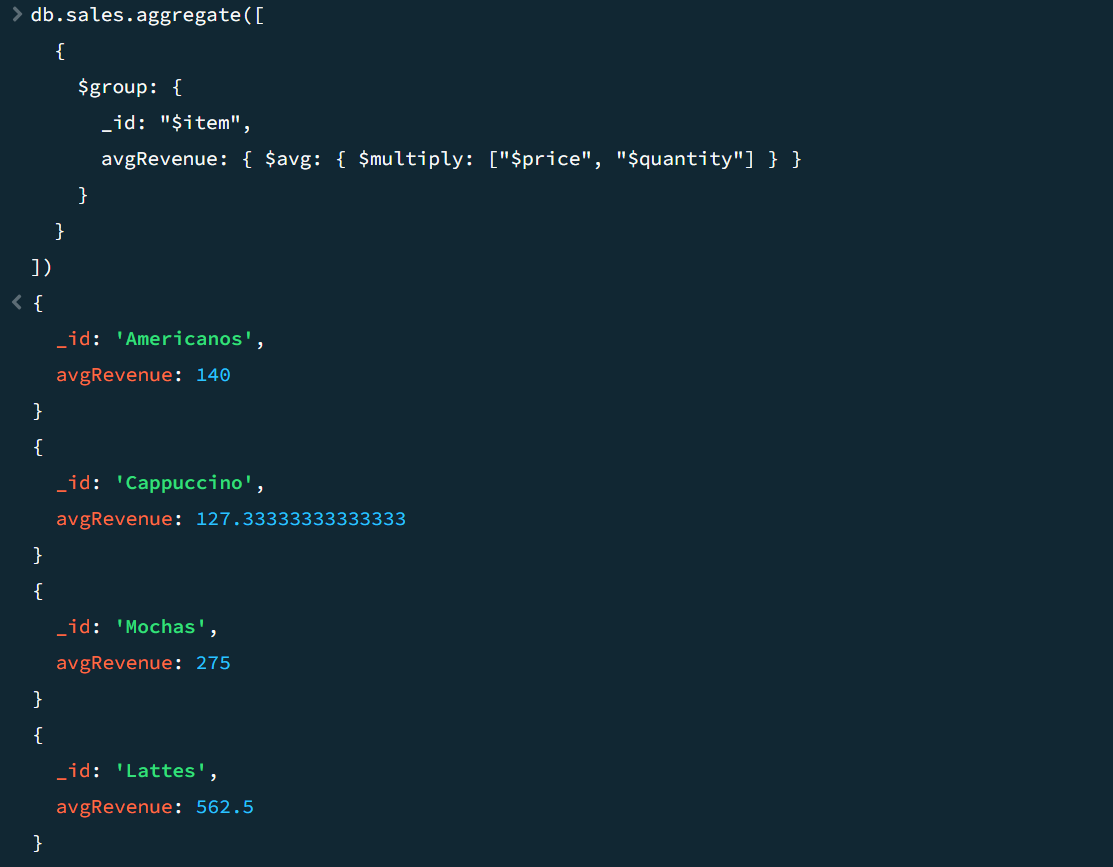 > db.sales.aggregate([
{
$group: {
_id: "$item",
avgRevenue: { $avg: { $multiply: ["$price", "$quantity"] } }
}
}
])
< {
_id: 'Americanos',
avgRevenue: 140
}
{
_id: 'Cappuccino',
avgRevenue: 127.33333333333333
}
{
_id: 'Mochas',
avgRevenue: 275
}
{
_id: 'Lattes',
avgRevenue: 562.5
}